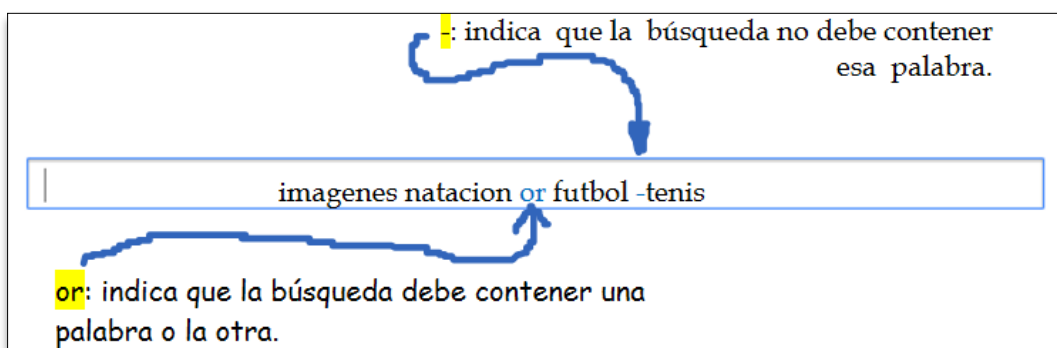 -: indica que la búsqueda no debe contener
esa palabra.
imagenes natacion or futbol -tenis
or: indica que la búsqueda debe contener una
palabra o la otra.